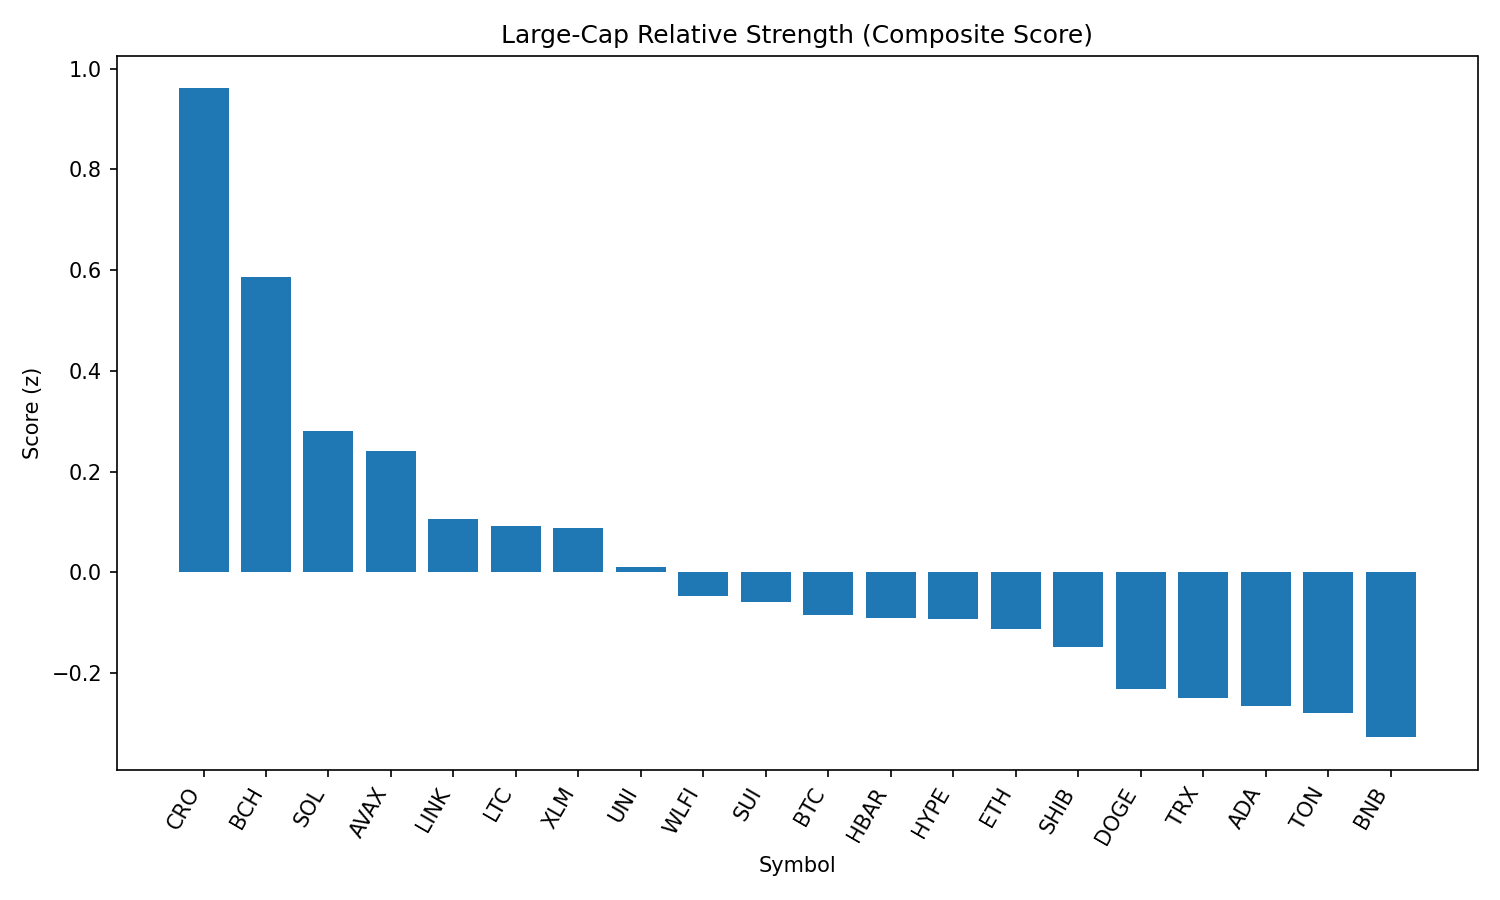 Large-Cap Relative Strength (Composite Score)
1.0
0.8
0.6
0.4
0.2
0.0
−0.2
Score (z)
CRO
BCH
SOL
AVAX
LINK
LTC
XLM
UNI
WLFI
SUI
BTC
HBAR
HYPE
ETH
SHIB
DOGE
TRX
ADA
TON
BNB
Symbol